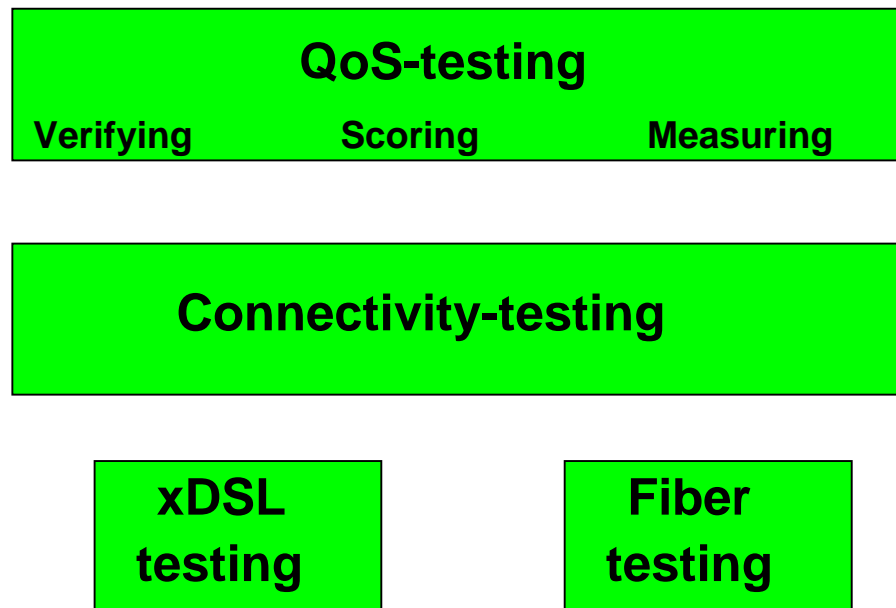 QoS-testing
Verifying Scoring Measuring
Connectivity-testing
xDSL
testing
Fiber
testing